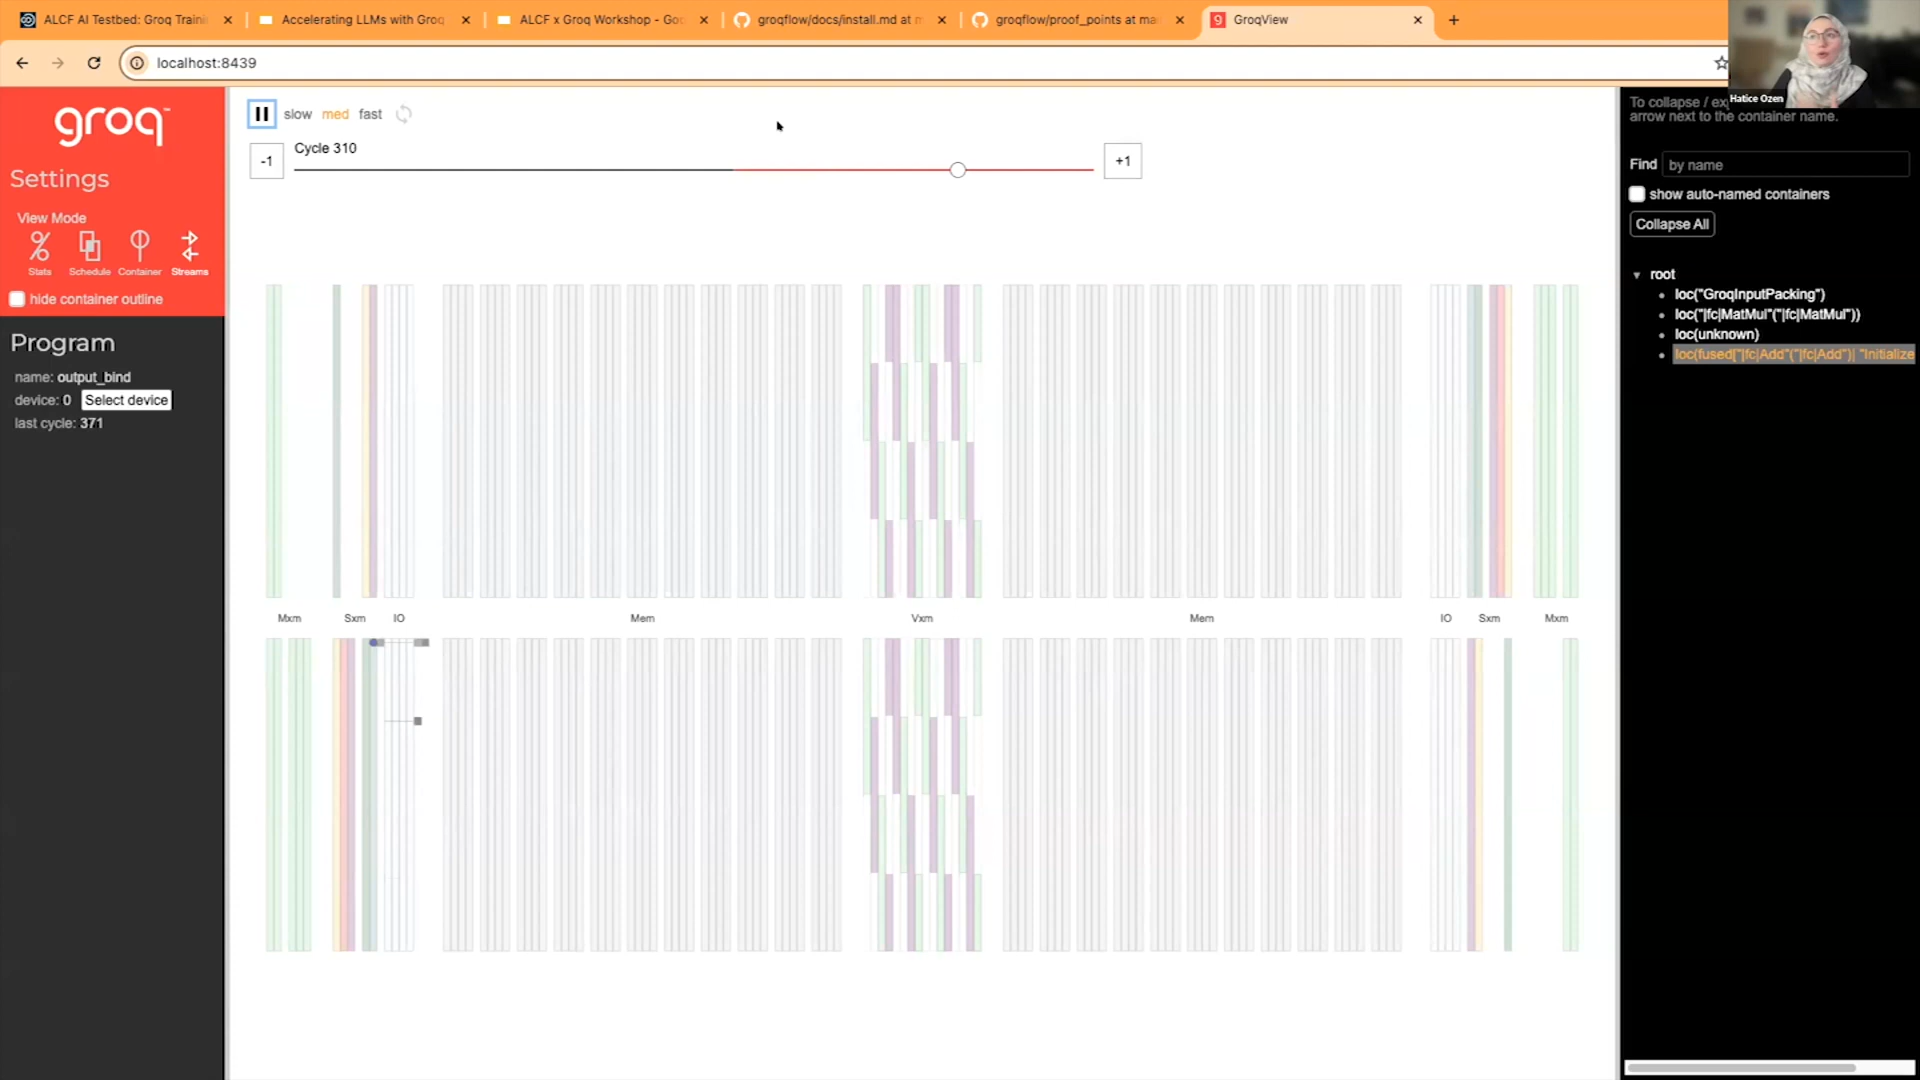 ALCF AI Testbed: Groq Traini
Accelerating LLMs with Groq
ALCF x Groq Workshop - Goo
groqflow/docs/install.md at m
groqflow/proof_points at ma
GroqView
localhost:8439
Hatice Ozen
groq™
Settings
View Mode
Stats
Schedule
Container
Streams
hide container outline
Program
name: output_bind
device: 0 Select device
last cycle: 371
slow med fast
-1
Cycle 310
+1
Mxm Sxm IO Mem Vxm Mem IO Sxm Mxm
To collapse / ex
arrow next to the container name.
Find by name
show auto-named containers
Collapse All
root
loc("GroqInputPacking")
loc("|fc|MatMul"("|fc|MatMul"))
loc(unknown)
loc(fused["|fc|Add"("|fc|Add")| "Initialize